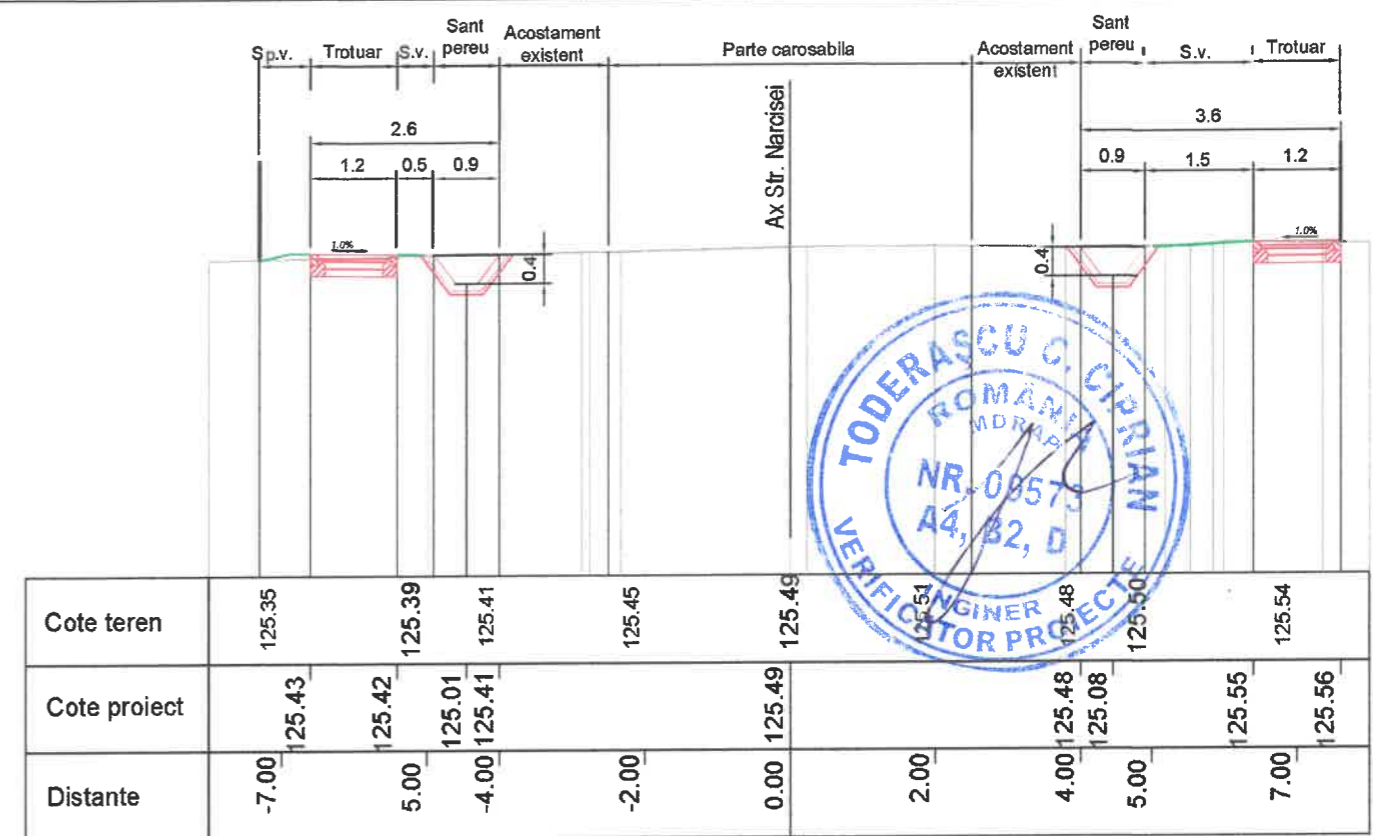 Sp.v.
Trotuar
S.v.
Sant
pereu
Acostament
existent
Parte carosabila
Acostament
existent
Sant
pereu
S.v.
Trotuar
2.6
1.2
0.5
0.9
Ax Str. Narcisei
3.6
0.9
1.5
1.2
1.0%
0.4
0.4
1.0%
TODERAŞCU C. CIPRIAN
ROMÂNIA
MDRAP
NR. 09573
A4, B2, D
INGINER
VERIFICATOR PROIECTE
Cote teren
125.35
125.39
125.41
125.45
125.49
125.51
125.48
125.50
125.54
Cote proiect
125.43
125.42
125.01
125.41
125.49
125.48
125.08
125.55
125.56
Distante
-7.00
5.00
-4.00
-2.00
0.00
2.00
4.00
5.00
7.00